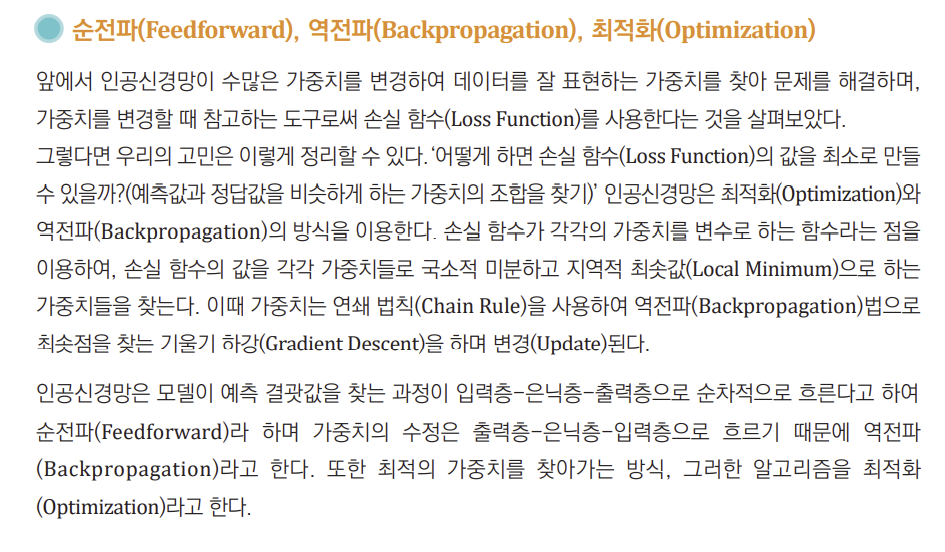 순전파(Feedforward), 역전파(Backpropagation), 최적화(Optimization)
앞에서 인공신경망이 수많은 가중치를 변경하여 데이터를 잘 표현하는 가중치를 찾아 문제를 해결하며,
가중치를 변경할 때 참고하는 도구로써 손실 함수(Loss Function)를 사용한다는 것을 살펴보았다.
그렇다면 우리의 고민은 이렇게 정리할 수 있다. ‘어떻게 하면 손실 함수(Loss Function)의 값을 최소로 만들
수 있을까?(예측값과 정답값을 비슷하게 하는 가중치의 조합을 찾기)’ 인공신경망은 최적화(Optimization)와
역전파(Backpropagation)의 방식을 이용한다. 손실 함수가 각각의 가중치를 변수로 하는 함수라는 점을
이용하여, 손실 함수의 값을 각각 가중치들로 국소적 미분하고 지역적 최솟값(Local Minimum)으로 하는
가중치들을 찾는다. 이때 가중치는 연쇄 법칙(Chain Rule)을 사용하여 역전파(Backpropagation)법으로
최솟점을 찾는 기울기 하강(Gradient Descent)을 하며 변경(Update)된다.
인공신경망은 모델이 예측 결괏값을 찾는 과정이 입력층-은닉층-출력층으로 순차적으로 흐른다고 하여
순전파(Feedforward)라 하며 가중치의 수정은 출력층-은닉층-입력층으로 흐르기 때문에 역전파
(Backpropagation)라고 한다. 또한 최적의 가중치를 찾아가는 방식, 그러한 알고리즘을 최적화
(Optimization)라고 한다.